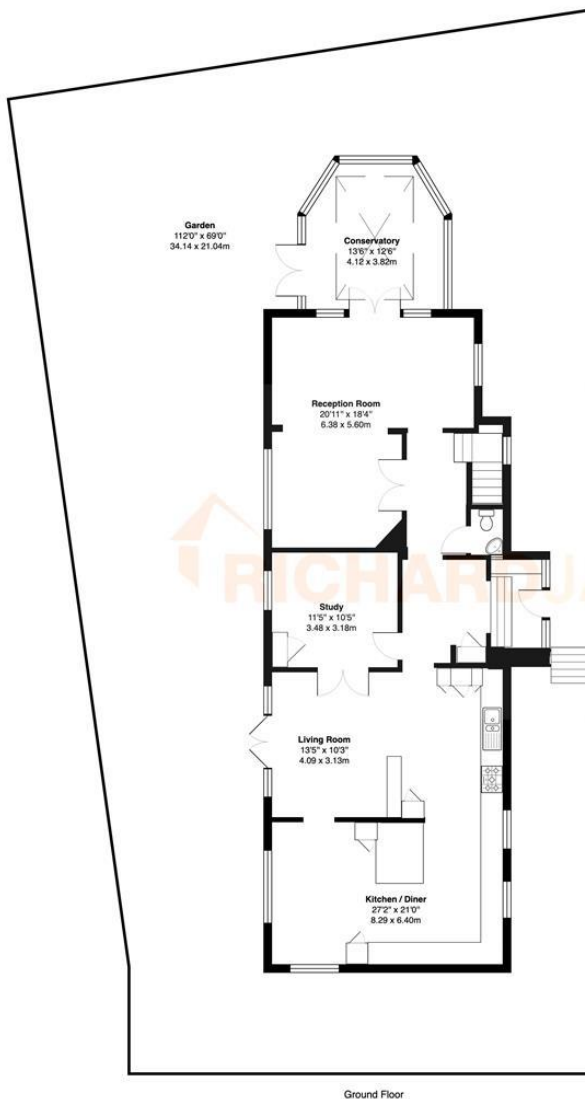 Garden
112'0" x 69'0"
34.14 x 21.04m
Conservatory
13'6" x 12'6"
4.12 x 3.82m
Reception Room
20'11" x 18'4"
6.38 x 5.60m
RICHARDJA
Study
11'5" x 10'5"
3.48 x 3.18m
Living Room
13'5" x 10'3"
4.09 x 3.13m
Kitchen / Diner
27'2" x 21'0"
8.29 x 6.40m
Ground Floor